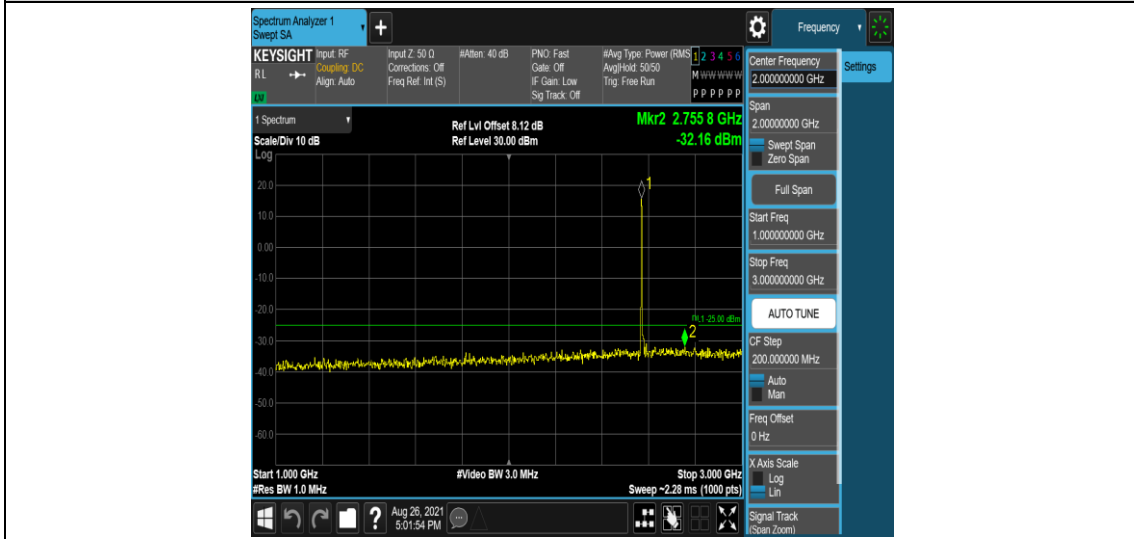 Spectrum Analyzer 1
Swept SA
Frequency
KEYSIGHT
RL
Input: RF
Coupling: DC
Align: Auto
Input Z: 50 Ω
Corrections: Off
Freq Ref: Int (S)
#Atten: 40 dB
PNO: Fast
Gate: Off
IF Gain: Low
Sig Track: Off
#Avg Type: Power (RMS
Avg|Hold: 50/50
Trig: Free Run
1 2 3 4 5 6
M W W W W W
P P P P P P
1 Spectrum
Scale/Div 10 dB
Ref Lvl Offset 8.12 dB
Ref Level 30.00 dBm
Mkr2 2.755 8 GHz
-32.16 dBm
Log
20.0
10.0
0.00
-10.0
-20.0
-30.0
-40.0
-50.0
-60.0
1
-25.00 dBm
2
Start 1.000 GHz
#Res BW 1.0 MHz
#Video BW 3.0 MHz
Stop 3.000 GHz
Sweep ~2.28 ms (1000 pts)
Aug 26, 2021
5:01:54 PM
Center Frequency
2.000000000 GHz
Settings
Span
2.00000000 GHz
Swept Span
Zero Span
Full Span
Start Freq
1.000000000 GHz
Stop Freq
3.000000000 GHz
AUTO TUNE
CF Step
200.000000 MHz
Auto
Man
Freq Offset
0 Hz
X Axis Scale
Log
Lin
Signal Track
(Span Zoom)